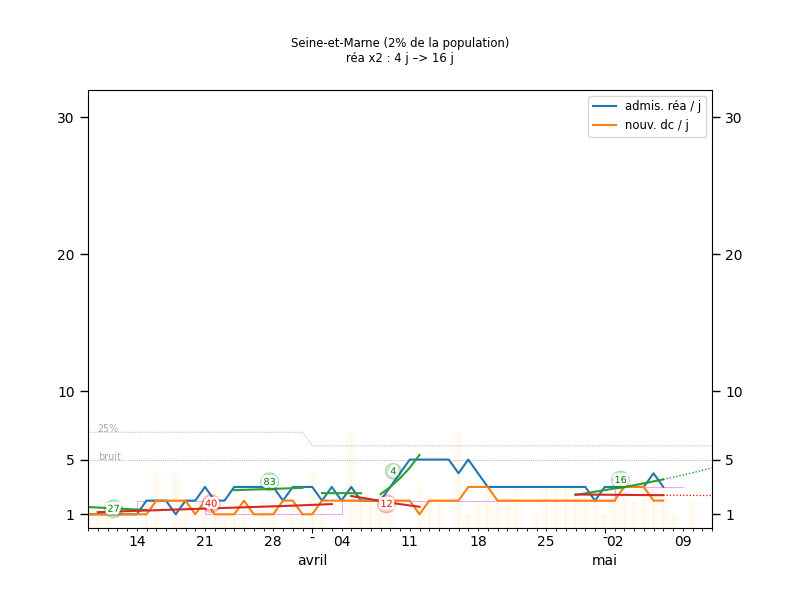 Seine-et-Marne (2% de la population)
réa x2 : 4 j –> 16 j
admis. réa / j
nouv. dc / j
30 30
20 20
10 10
25%
5 bruit 5
27 40 83 4 12 16
1 1
14 21 28 - 04 11 18 25 -02 09
avril mai